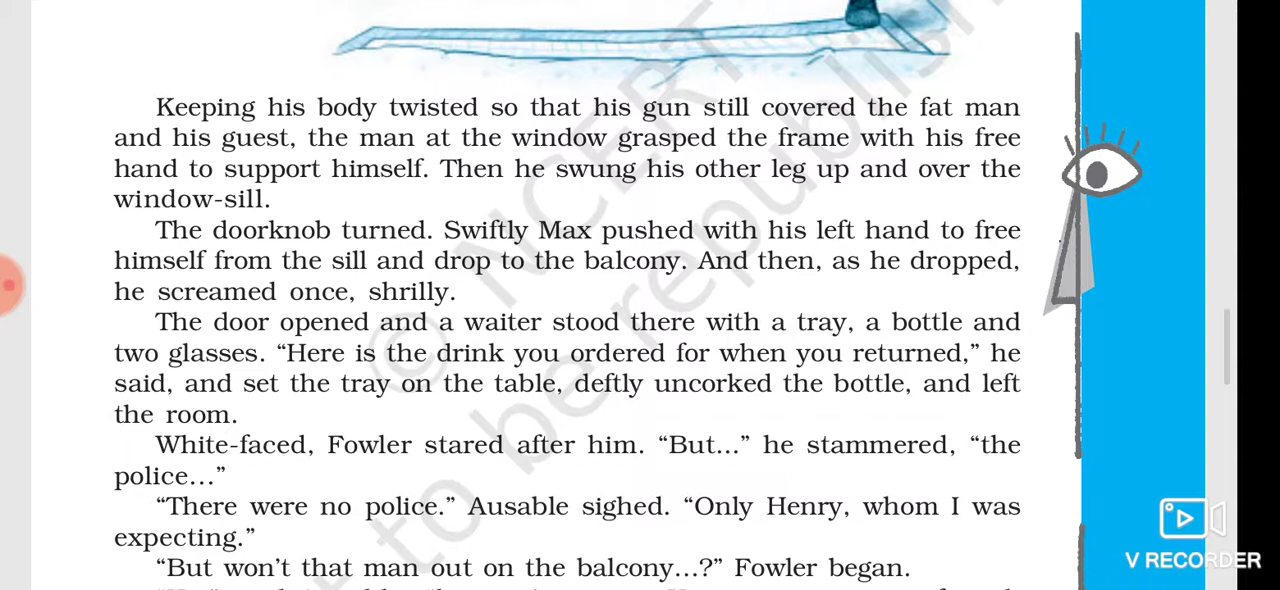 Keeping his body twisted so that his gun still covered the fat man
and his guest, the man at the window grasped the frame with his free
hand to support himself. Then he swung his other leg up and over the
window-sill.
The doorknob turned. Swiftly Max pushed with his left hand to free
himself from the sill and drop to the balcony. And then, as he dropped,
he screamed once, shrilly.
The door opened and a waiter stood there with a tray, a bottle and
two glasses. “Here is the drink you ordered for when you returned,” he
said, and set the tray on the table, deftly uncorked the bottle, and left
the room.
White-faced, Fowler stared after him. “But...” he stammered, “the
police...”
“There were no police.” Ausable sighed. “Only Henry, whom I was
expecting.”
“But won’t that man out on the balcony...?” Fowler began.
© NCERT
to be republish
V RECORDER